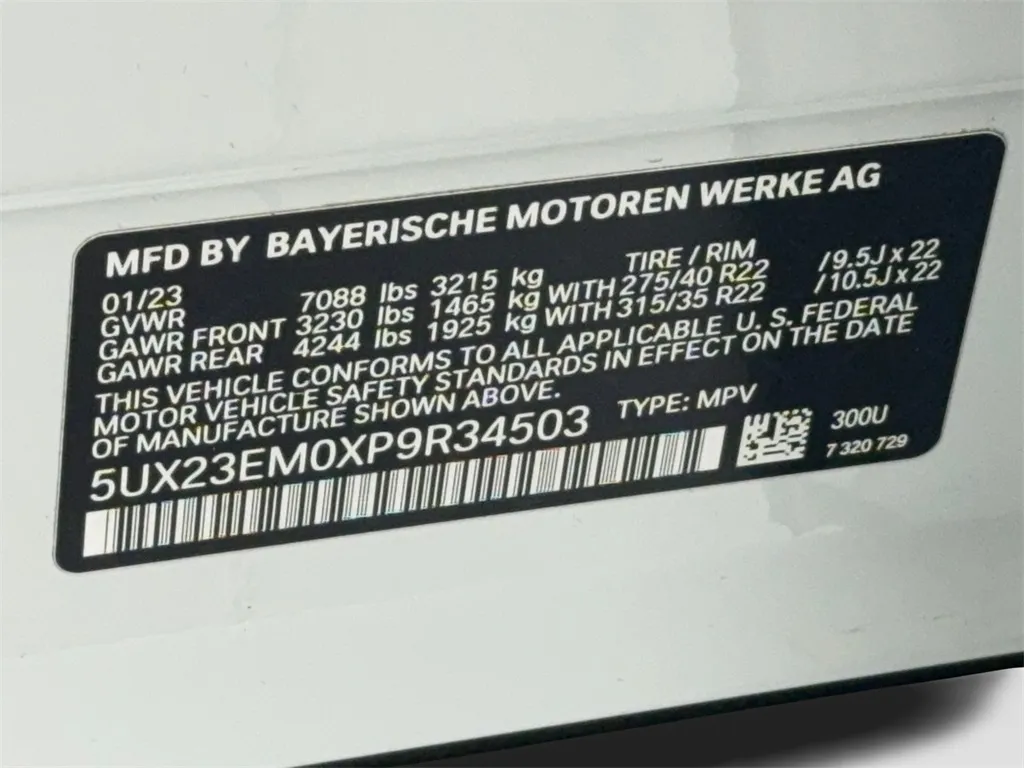 MFD BY BAYERISCHE MOTOREN WERKE AG
01/23 TIRE / RIM
GVWR 7088 lbs 3215 kg
GAWR FRONT 3230 lbs 1465 kg WITH 275/40 R22 /9.5J x 22
GAWR REAR 4244 lbs 1925 kg WITH 315/35 R22 /10.5J x 22
THIS VEHICLE CONFORMS TO ALL APPLICABLE U. S. FEDERAL
MOTOR VEHICLE SAFETY STANDARDS IN EFFECT ON THE DATE
OF MANUFACTURE SHOWN ABOVE.
5UX23EM0XP9R34503 TYPE: MPV
300U
7 320 729